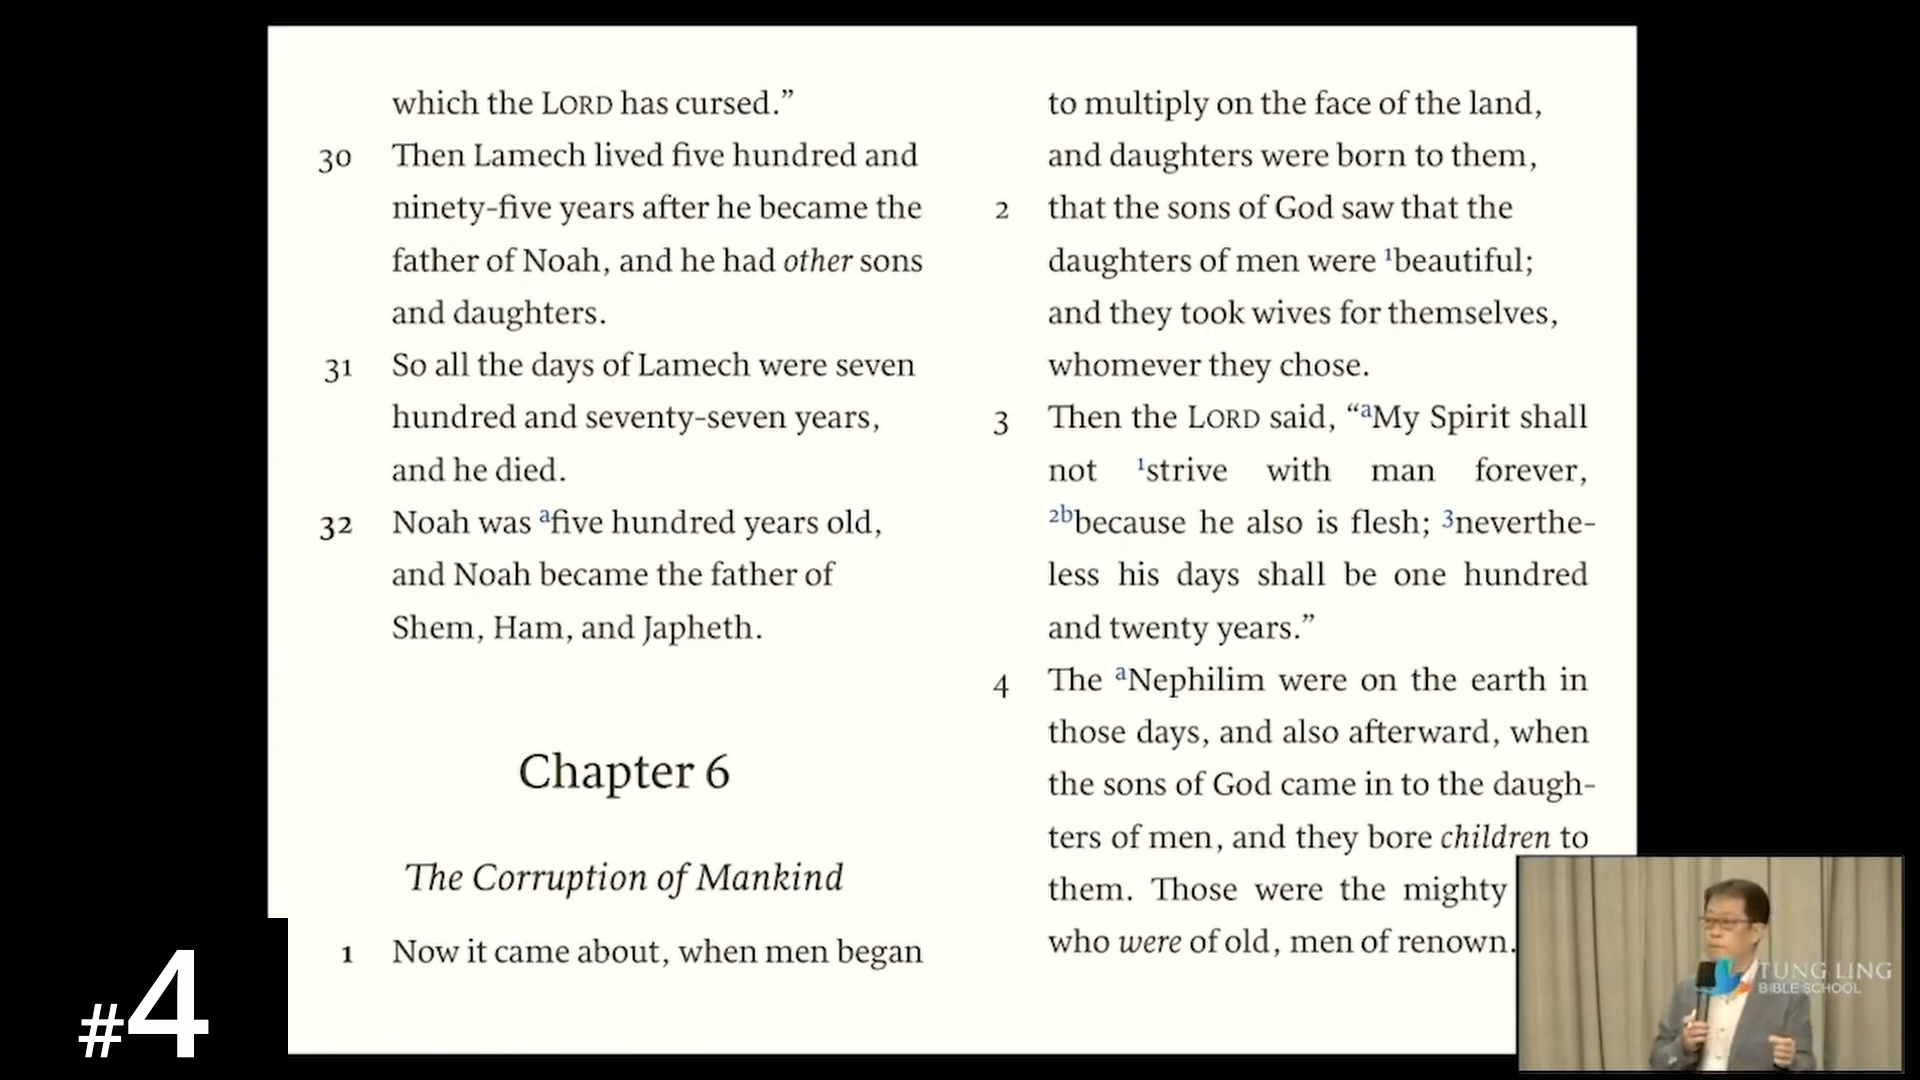 which the LORD has cursed.”
30 Then Lamech lived five hundred and
ninety-five years after he became the
father of Noah, and he had other sons
and daughters.
31 So all the days of Lamech were seven
hundred and seventy-seven years,
and he died.
32 Noah was ᵃfive hundred years old,
and Noah became the father of
Shem, Ham, and Japheth.
Chapter 6
The Corruption of Mankind
1 Now it came about, when men began
to multiply on the face of the land,
and daughters were born to them,
2 that the sons of God saw that the
daughters of men were ¹beautiful;
and they took wives for themselves,
whomever they chose.
3 Then the LORD said, “ᵃMy Spirit shall
not ¹strive with man forever,
²ᵇbecause he also is flesh; ³neverthe-
less his days shall be one hundred
and twenty years.”
4 The ᵃNephilim were on the earth in
those days, and also afterward, when
the sons of God came in to the daugh-
ters of men, and they bore children to
them. Those were the mighty
who were of old, men of renown.
#4
TUNG LING
BIBLE SCHOOL